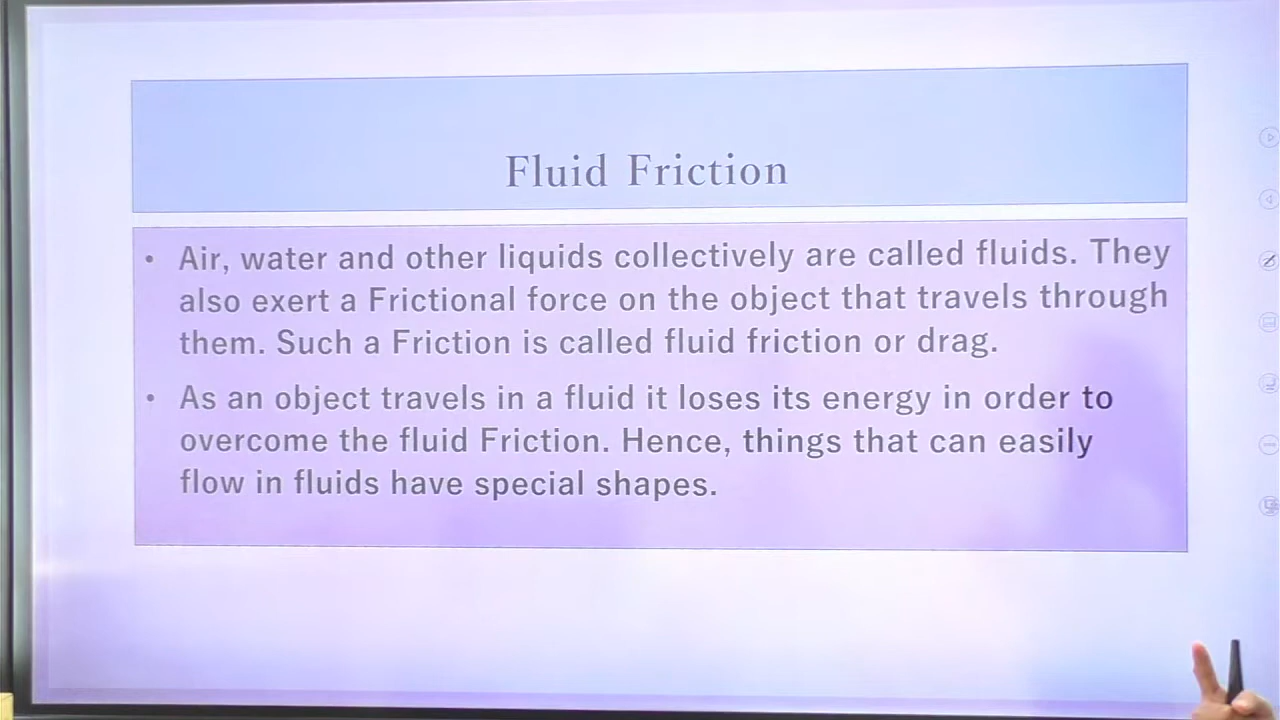 Fluid Friction
• Air, water and other liquids collectively are called fluids. They
also exert a Frictional force on the object that travels through
them. Such a Friction is called fluid friction or drag.
• As an object travels in a fluid it loses its energy in order to
overcome the fluid Friction. Hence, things that can easily
flow in fluids have special shapes.